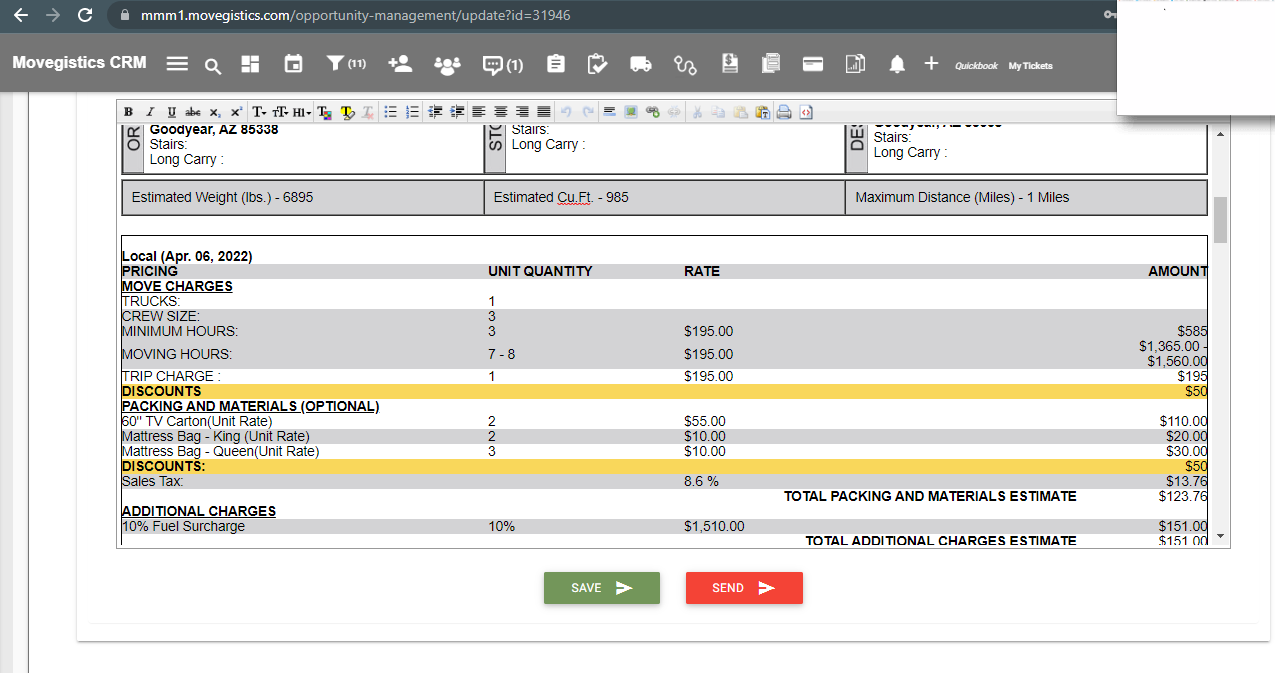 mmm1.movegistics.com/opportunity-management/update?id=31946
Movegistics CRM (11) (1) Quickbook My Tickets
B I U abc X, X² T HI
OR
Goodyear, AZ 85338
Stairs:
Long Carry :
STO
Stairs:
Long Carry :
DES
Stairs:
Long Carry :
Estimated Weight (lbs.) - 6895 Estimated Cu.Ft. - 985 Maximum Distance (Miles) - 1 Miles
Local (Apr. 06, 2022)
PRICING UNIT QUANTITY RATE AMOUNT
MOVE CHARGES
TRUCKS: 1
CREW SIZE: 3
MINIMUM HOURS: 3 $195.00 $585
MOVING HOURS: 7 - 8 $195.00 $1,365.00 -
$1,560.00
TRIP CHARGE : 1 $195.00 $195
DISCOUNTS $50
PACKING AND MATERIALS (OPTIONAL)
60" TV Carton(Unit Rate) 2 $55.00 $110.00
Mattress Bag - King (Unit Rate) 2 $10.00 $20.00
Mattress Bag - Queen(Unit Rate) 3 $10.00 $30.00
DISCOUNTS: $50
Sales Tax: 8.6 % $13.76
TOTAL PACKING AND MATERIALS ESTIMATE $123.76
ADDITIONAL CHARGES
10% Fuel Surcharge 10% $1,510.00 $151.00
TOTAL ADDITIONAL CHARGES ESTIMATE $151.00
SAVE SEND